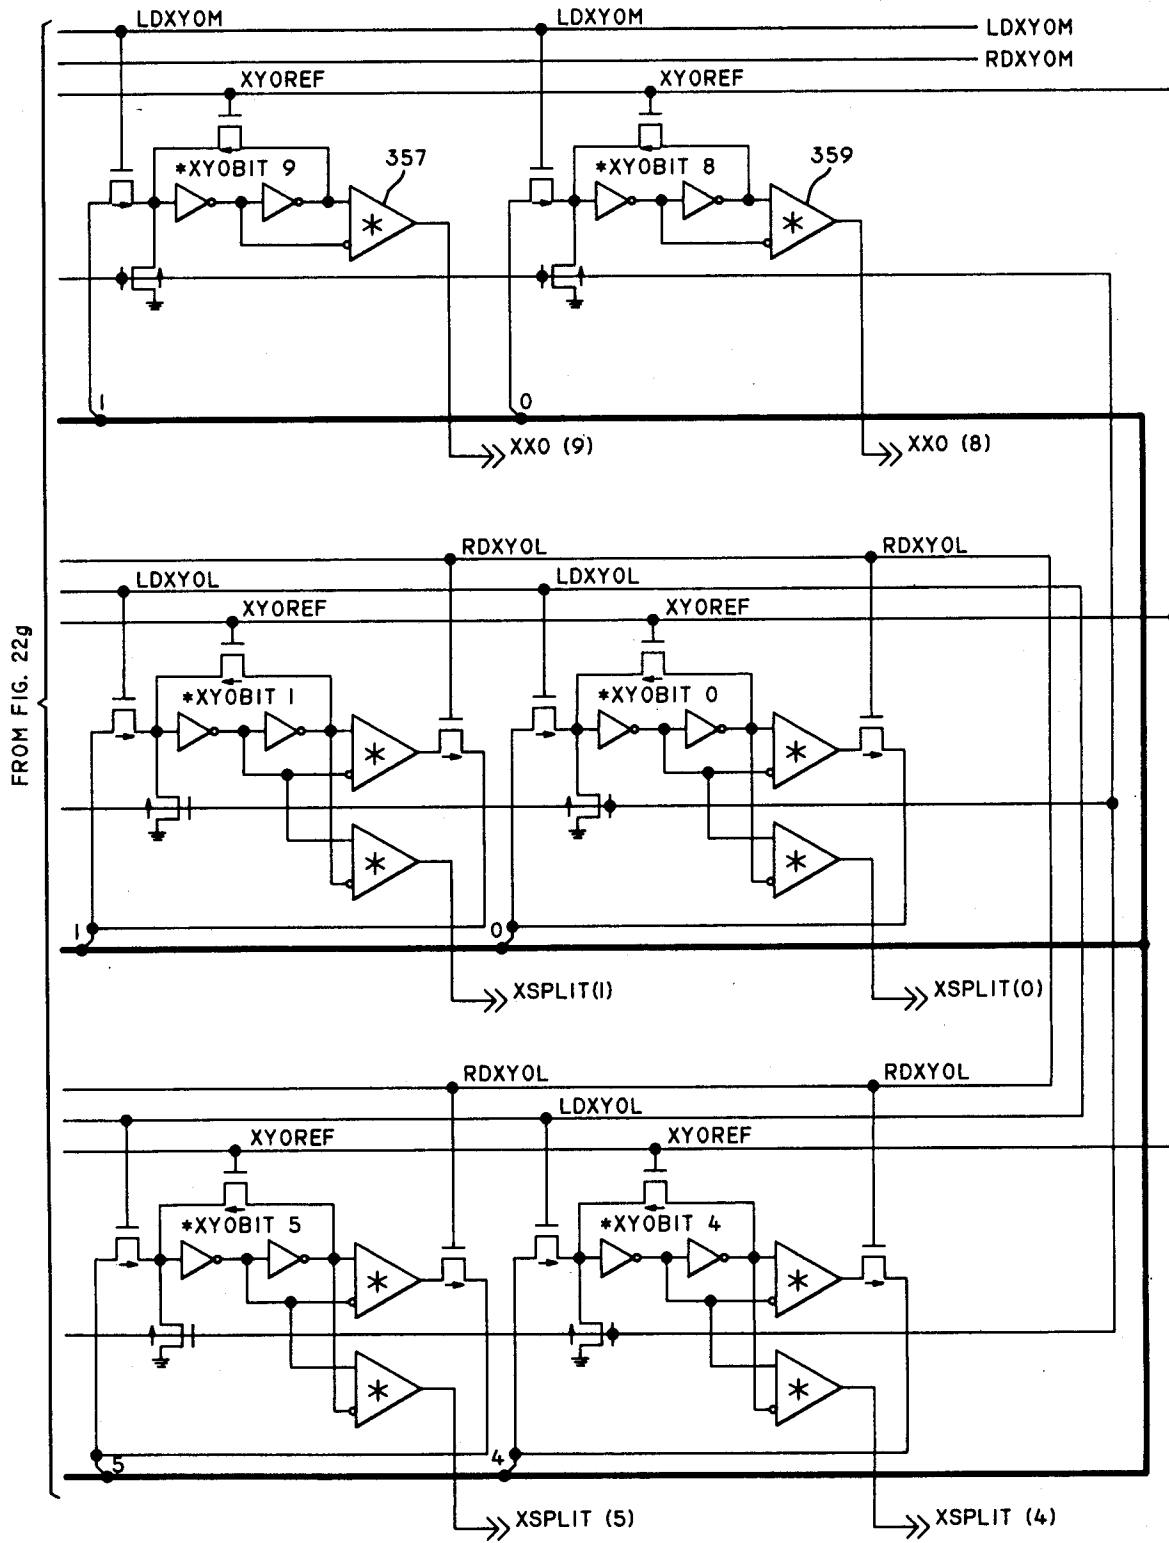 LDXYOM LDXYOM LDXYOM
RDXYOM
XYOREF XYOREF
*XYOBIT 9 357 *XYOBIT 8 359
* *
1 0
XXO (9) XXO (8)
RDXYOL RDXYOL
LDXYOL LDXYOL
XYOREF XYOREF
FROM FIG. 22g
*XYOBIT 1 *XYOBIT 0
* *
* *
1 0
XSPLIT(1) XSPLIT(0)
RDXYOL RDXYOL
LDXYOL
XYOREF XYOREF
*XYOBIT 5 *XYOBIT 4
* *
* *
5 4
XSPLIT (5) XSPLIT (4)